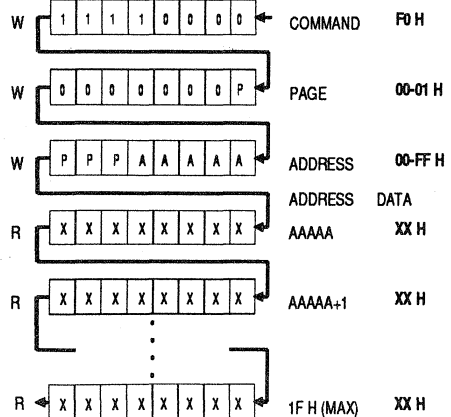 W 1 1 1 1 0 0 0 0 COMMAND F0 H
W 0 0 0 0 0 0 0 P PAGE 00-01 H
W P P P A A A A A ADDRESS 00-FF H
ADDRESS DATA
R X X X X X X X X AAAAA XX H
R X X X X X X X X AAAAA+1 XX H
R X X X X X X X X 1F H (MAX) XX H